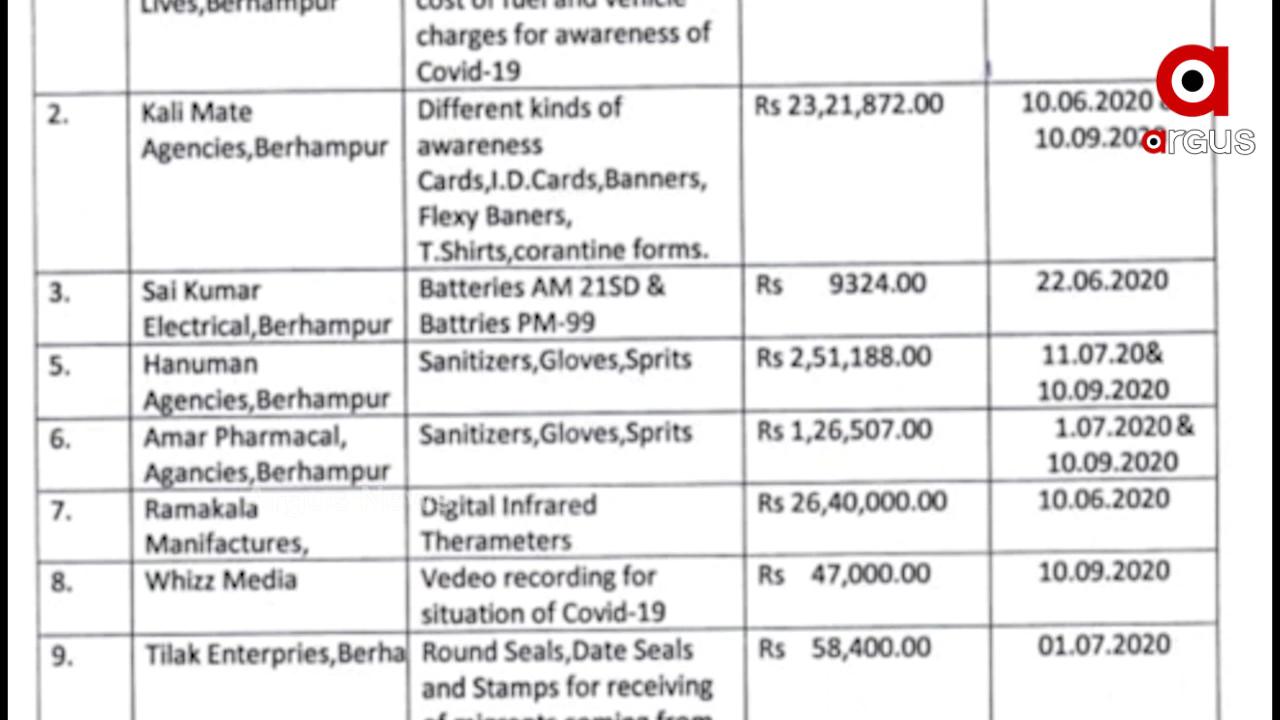 Lives,Berhampur
cost of fuel and vehicle
charges for awareness of
Covid-19
2.
Kali Mate
Agencies,Berhampur
Different kinds of
awareness
Cards,I.D.Cards,Banners,
Flexy Baners,
T.Shirts,corantine forms.
Rs 23,21,872.00
10.06.2020
10.09.202
a
argus
3.
Sai Kumar
Electrical,Berhampur
Batteries AM 21SD &
Battries PM-99
Rs 9324.00
22.06.2020
5.
Hanuman
Agencies,Berhampur
Sanitizers,Gloves,Sprits
Rs 2,51,188.00
11.07.20&
10.09.2020
6.
Amar Pharmacal,
Agancies,Berhampur
Sanitizers,Gloves,Sprits
Rs 1,26,507.00
1.07.2020 &
10.09.2020
7.
Ramakala
Manifactures,
Digital Infrared
Therameters
Rs 26,40,000.00
10.06.2020
8.
Whizz Media
Vedeo recording for
situation of Covid-19
Rs 47,000.00
10.09.2020
9.
Tilak Enterpries,Berha
Round Seals,Date Seals
and Stamps for receiving
of migrants coming from
Rs 58,400.00
01.07.2020